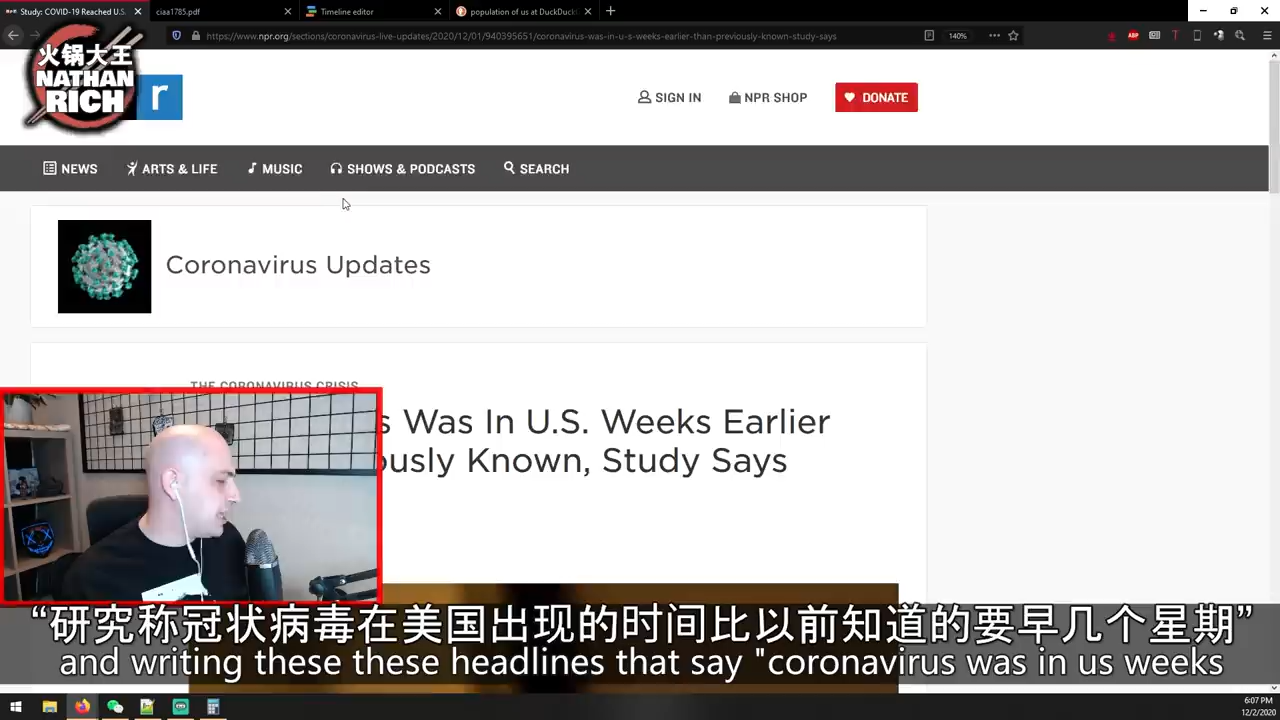 Study: COVID-19 Reached U.S.
ciaa1785.pdf
Timeline editor
population of us at DuckDuck
https://www.npr.org/sections/coronavirus-live-updates/2020/12/01/940395651/coronavirus-was-in-u-s-weeks-earlier-than-previously-known-study-says
140%
火锅大王
NATHAN
RICH
r
SIGN IN
NPR SHOP
DONATE
NEWS
ARTS & LIFE
MUSIC
SHOWS & PODCASTS
SEARCH
Coronavirus Updates
THE CORONAVIRUS CRISIS
s Was In U.S. Weeks Earlier
ously Known, Study Says
“研究称冠状病毒在美国出现的时间比以前知道的要早几个星期”
and writing these these headlines that say "coronavirus was in us weeks
6:07 PM
12/2/2020